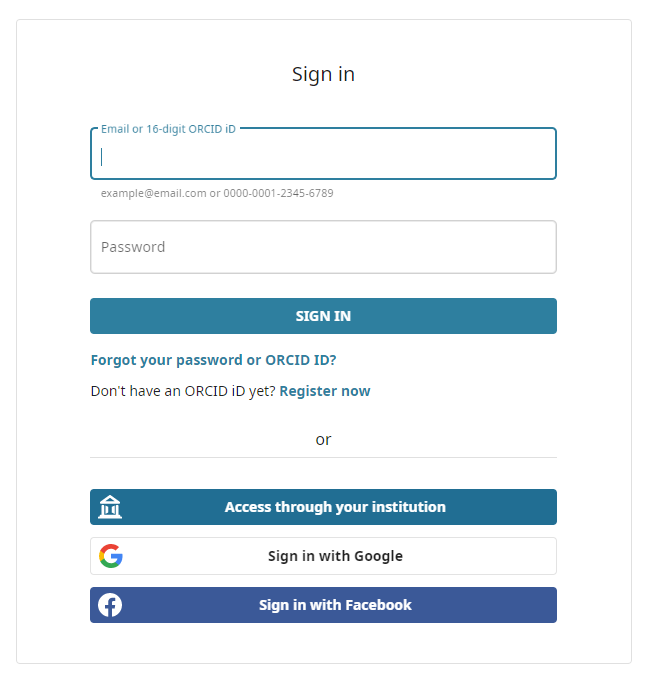 Sign in
Email or 16-digit ORCID iD
example@email.com or 0000-0001-2345-6789
Password
SIGN IN
Forgot your password or ORCID ID?
Don't have an ORCID iD yet? Register now
or
Access through your institution
Sign in with Google
Sign in with Facebook